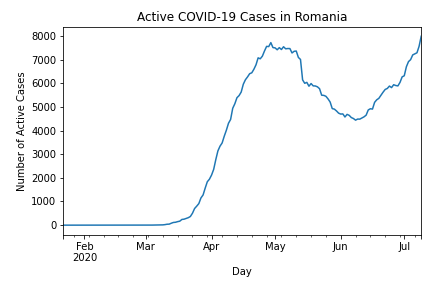 Active COVID-19 Cases in Romania
Number of Active Cases
8000
7000
6000
5000
4000
3000
2000
1000
0
Feb Mar Apr May Jun Jul
2020
Day